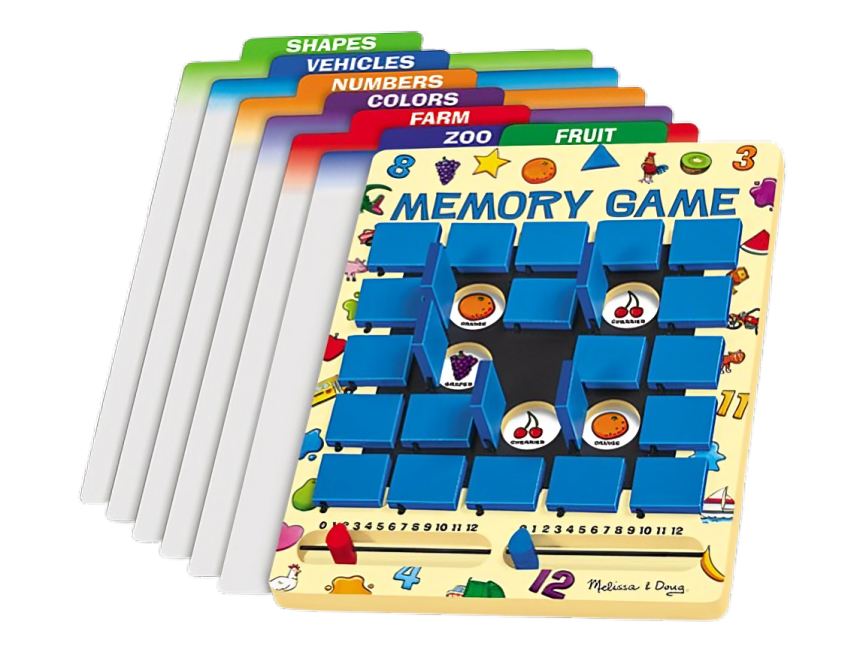 SHAPES
VEHICLES
NUMBERS
COLORS
FARM
ZOO
FRUIT
8
3
MEMORY GAME
ORANGE
CHERRIES
GRAPES
11
CHERRIES
ORANGE
0 1 2 3 4 5 6 7 8 9 10 11 12
0 1 2 3 4 5 6 7 8 9 10 11 12
4
12
Melissa & Doug.